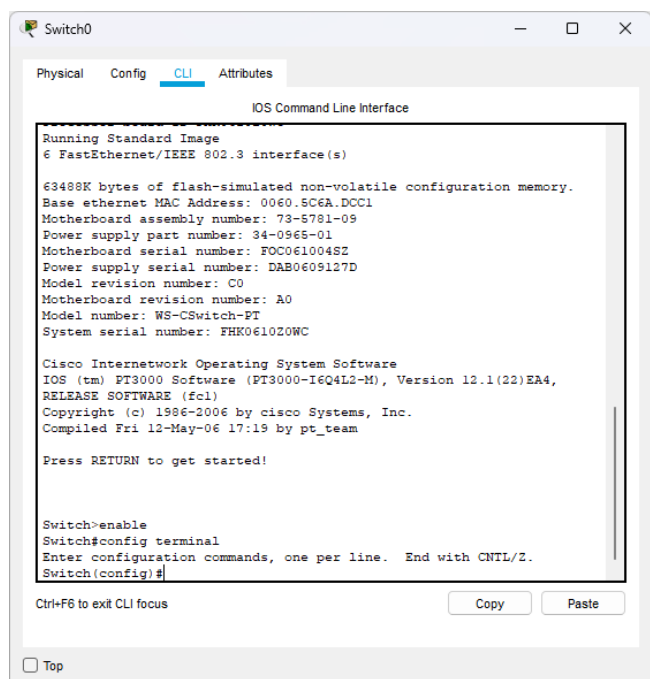 Switch0
Physical Config CLI Attributes
IOS Command Line Interface
Running Standard Image
6 FastEthernet/IEEE 802.3 interface(s)
63488K bytes of flash-simulated non-volatile configuration memory.
Base ethernet MAC Address: 0060.5C6A.DCC1
Motherboard assembly number: 73-5781-09
Power supply part number: 34-0965-01
Motherboard serial number: FOC061004SZ
Power supply serial number: DAB0609127D
Model revision number: C0
Motherboard revision number: A0
Model number: WS-CSwitch-PT
System serial number: FHK0610Z0WC
Cisco Internetwork Operating System Software
IOS (tm) PT3000 Software (PT3000-I6Q4L2-M), Version 12.1(22)EA4,
RELEASE SOFTWARE (fc1)
Copyright (c) 1986-2006 by cisco Systems, Inc.
Compiled Fri 12-May-06 17:19 by pt_team
Press RETURN to get started!
Switch>enable
Switch#config terminal
Enter configuration commands, one per line.  End with CNTL/Z.
Switch(config)#
Ctrl+F6 to exit CLI focus
Copy Paste
Top